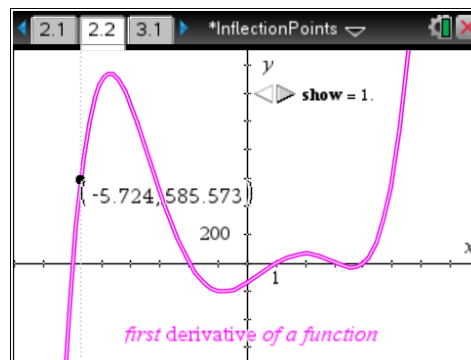 2.1 2.2 3.1 *InflectionPoints
y
show = 1.
(-5.724, 585.573)
200
x
1
first derivative of a function